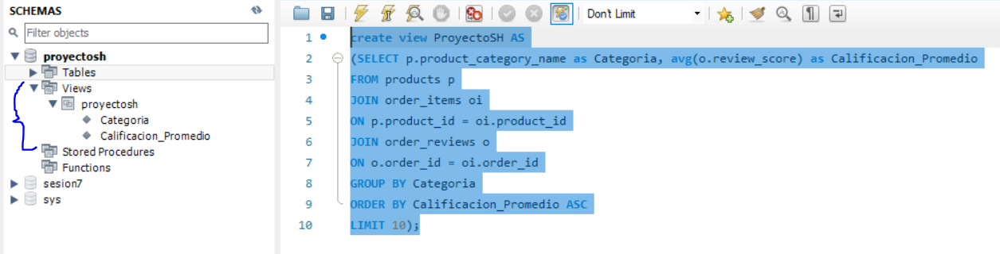 SCHEMAS
Filter objects
proyectosh
Tables
Views
proyectosh
Categoria
Calificacion_Promedio
Stored Procedures
Functions
sesion7
sys
Don't Limit
1 create view ProyectoSH AS
2 (SELECT p.product_category_name as Categoria, avg(o.review_score) as Calificacion_Promedio
3 FROM products p
4 JOIN order_items oi
5 ON p.product_id = oi.product_id
6 JOIN order_reviews o
7 ON o.order_id = oi.order_id
8 GROUP BY Categoria
9 ORDER BY Calificacion_Promedio ASC
10 LIMIT 10);